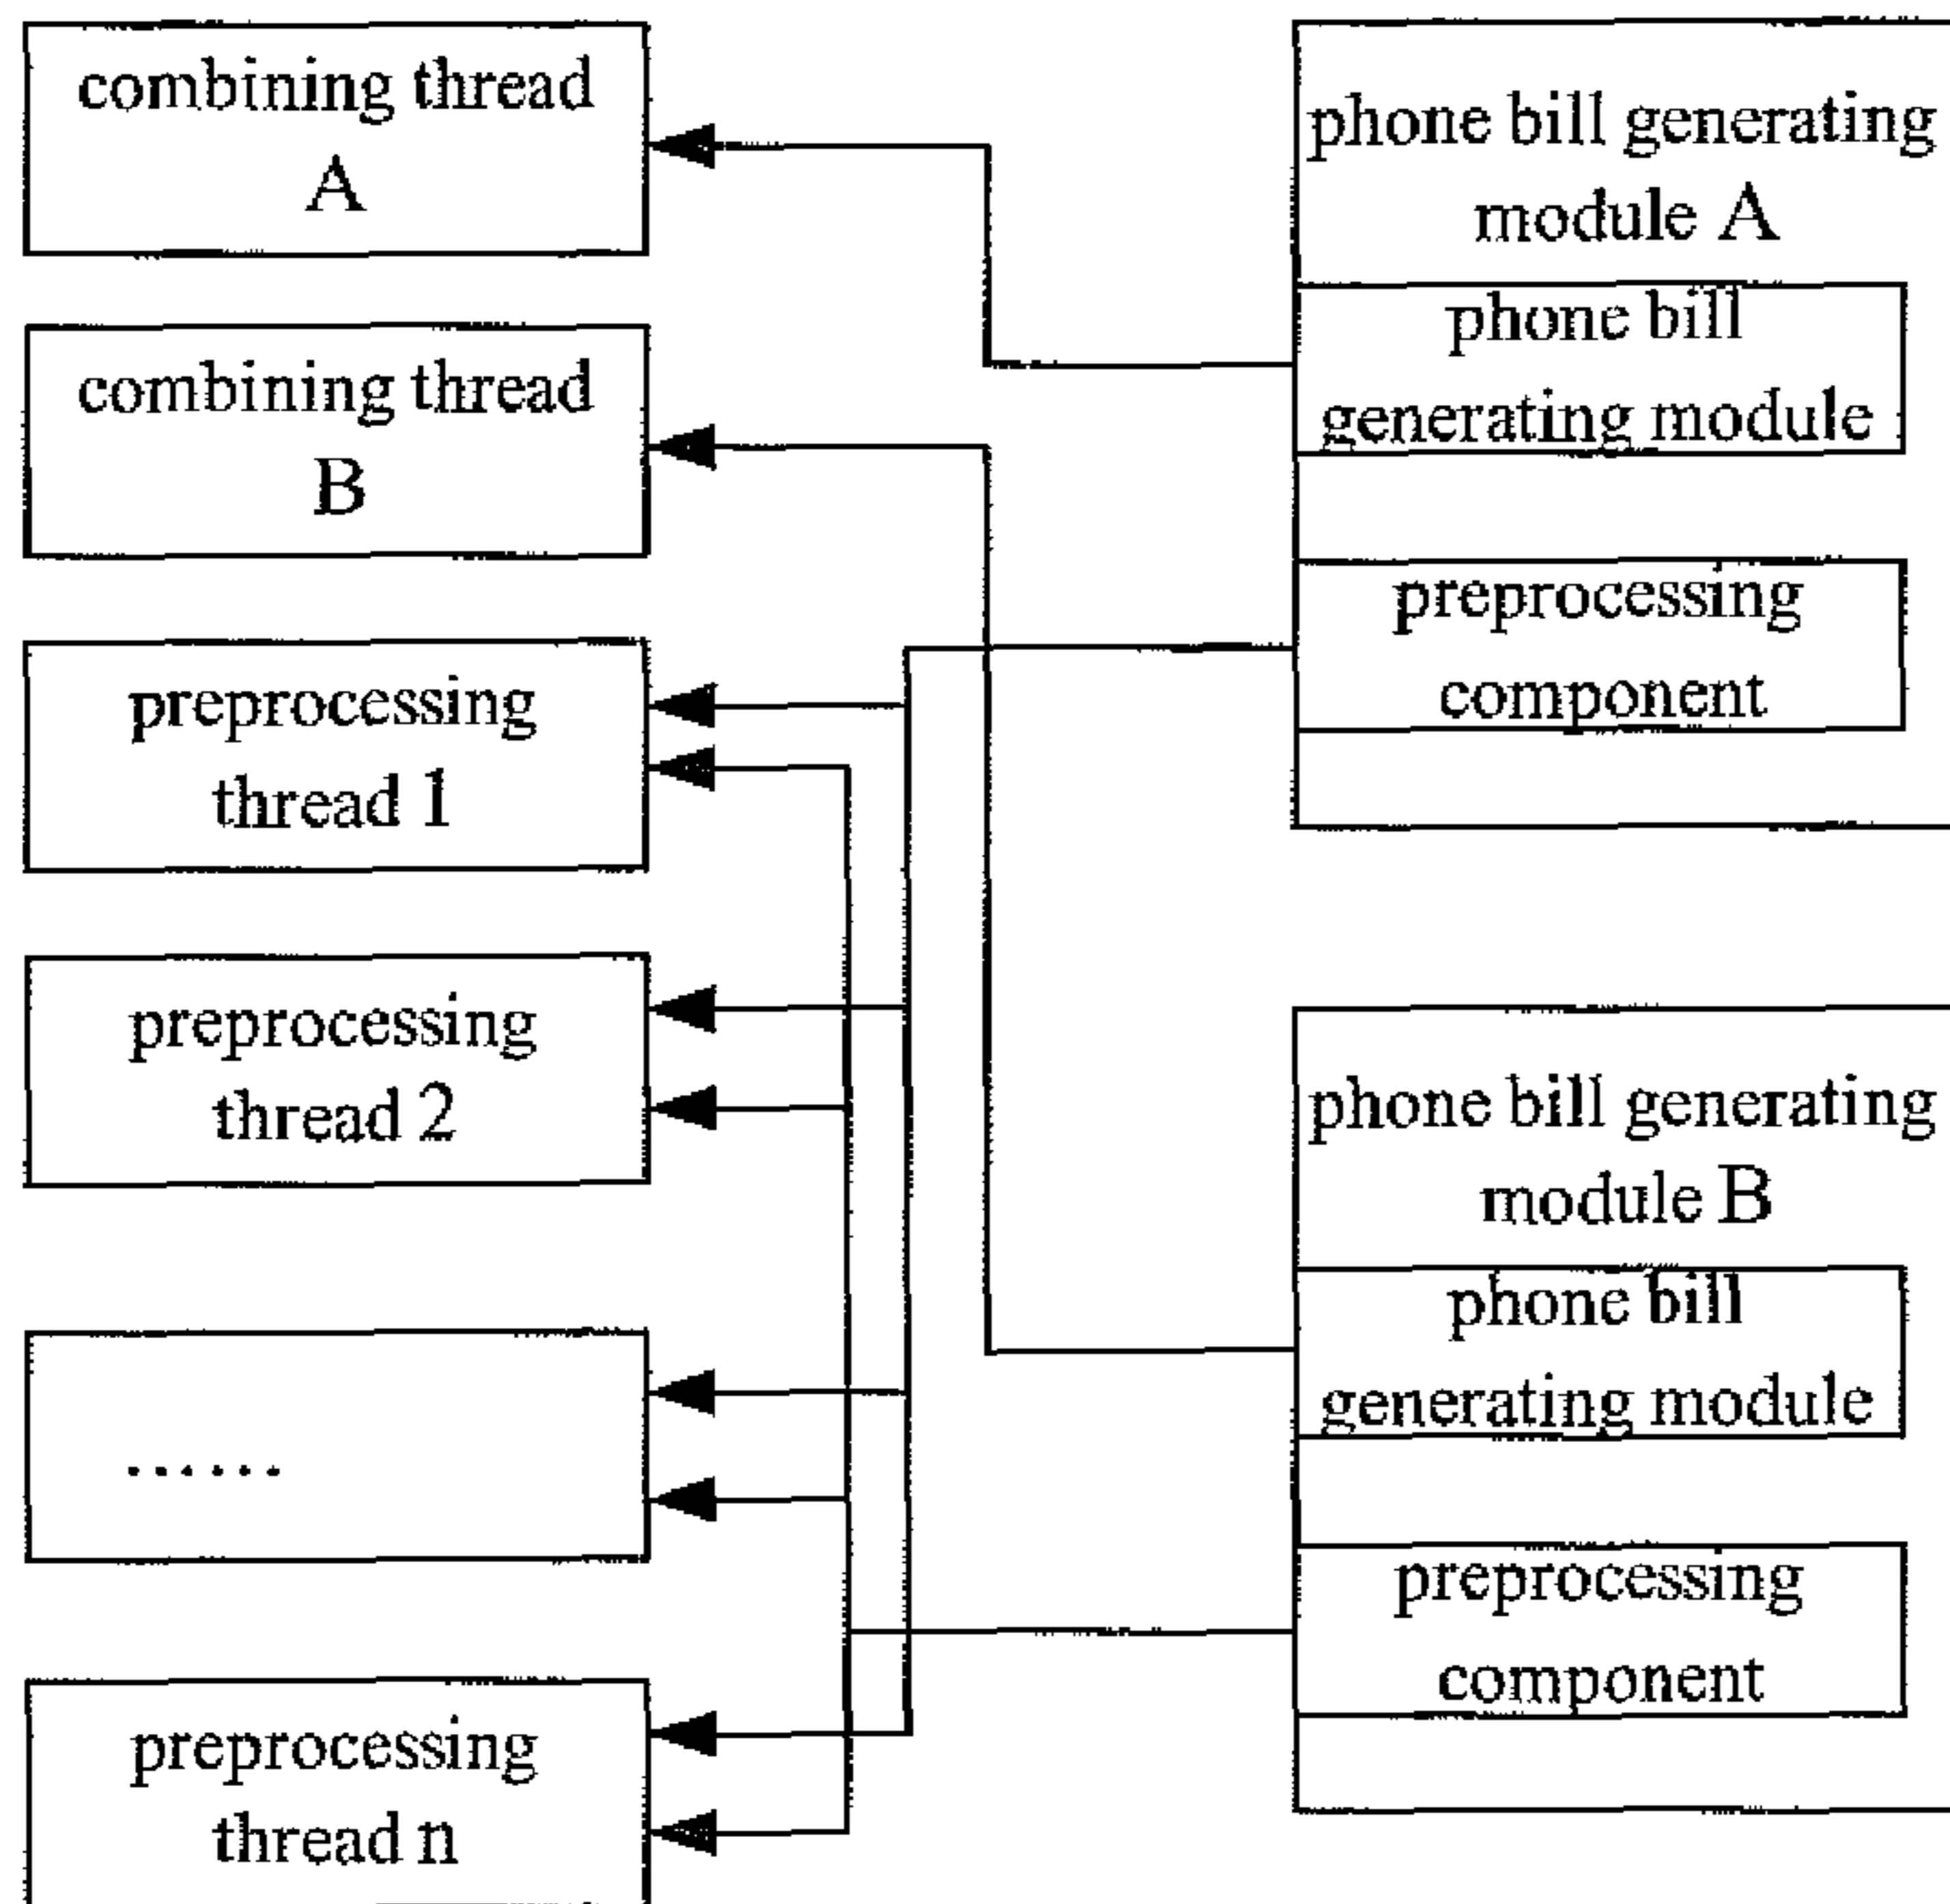 combining thread
A
combining thread
B
preprocessing
thread 1
preprocessing
thread 2
......
preprocessing
thread n
phone bill generating
module A
phone bill
generating module
preprocessing
component
phone bill generating
module B
phone bill
generating module
preprocessing
component